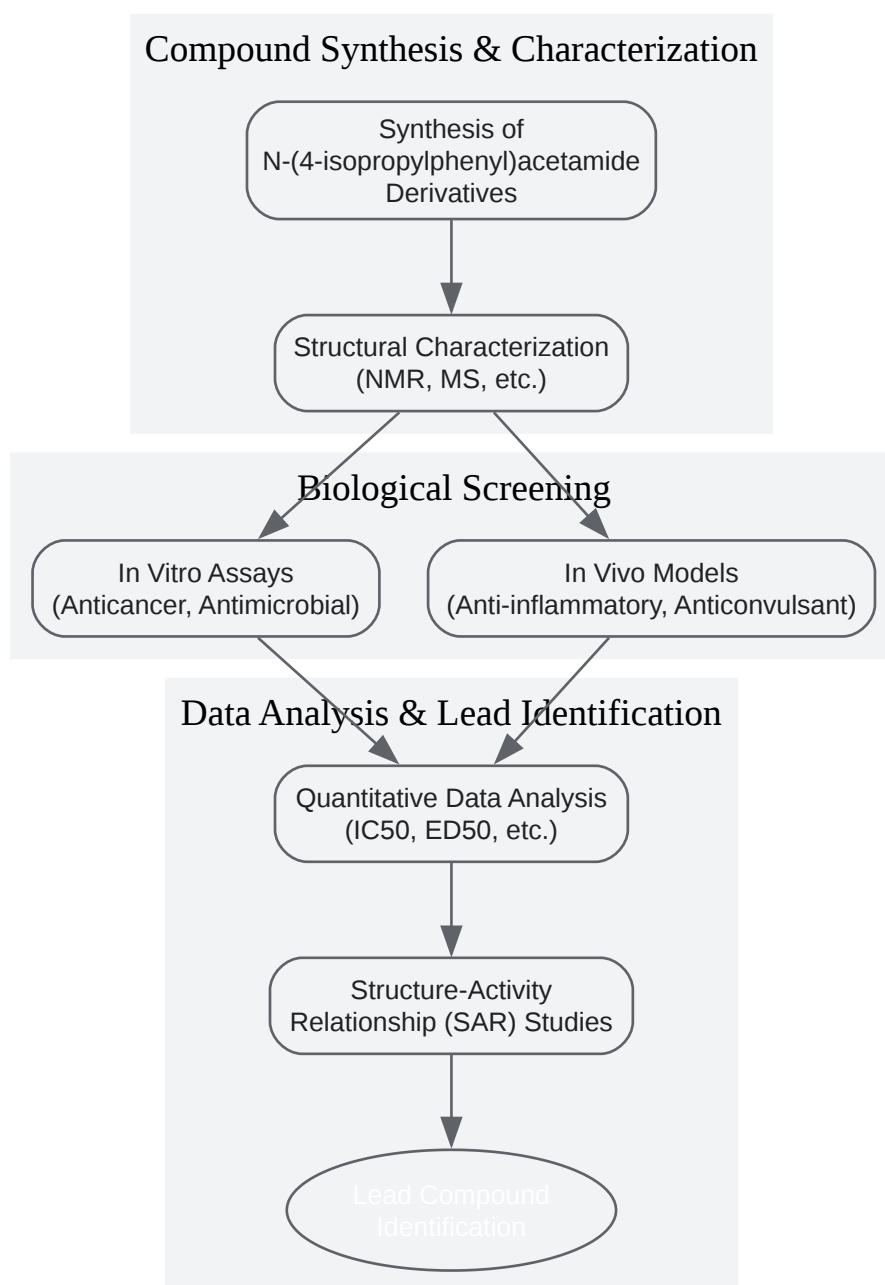 Compound Synthesis & Characterization
Synthesis of
N-(4-isopropylphenyl)acetamide
Derivatives
Structural Characterization
(NMR, MS, etc.)
Biological Screening
In Vitro Assays
(Anticancer, Antimicrobial)
In Vivo Models
(Anti-inflammatory, Anticonvulsant)
Data Analysis & Lead Identification
Quantitative Data Analysis
(IC50, ED50, etc.)
Structure-Activity
Relationship (SAR) Studies
Lead Compound
Identification